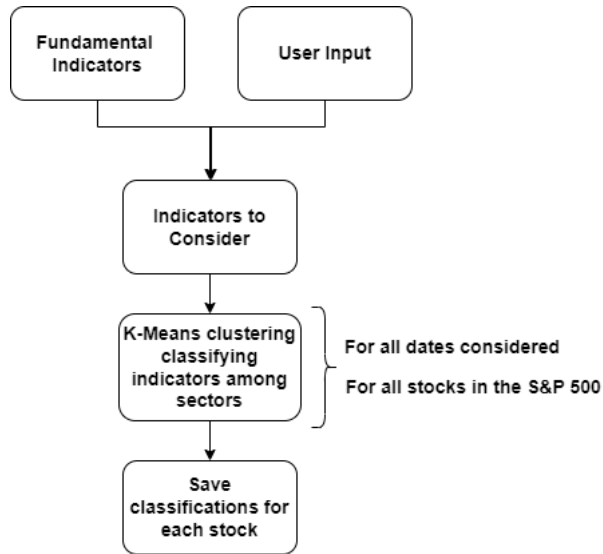 Fundamental
Indicators
User Input
Indicators to
Consider
K-Means clustering
classifying
indicators among
sectors
For all dates considered
For all stocks in the S&P 500
Save
classifications for
each stock